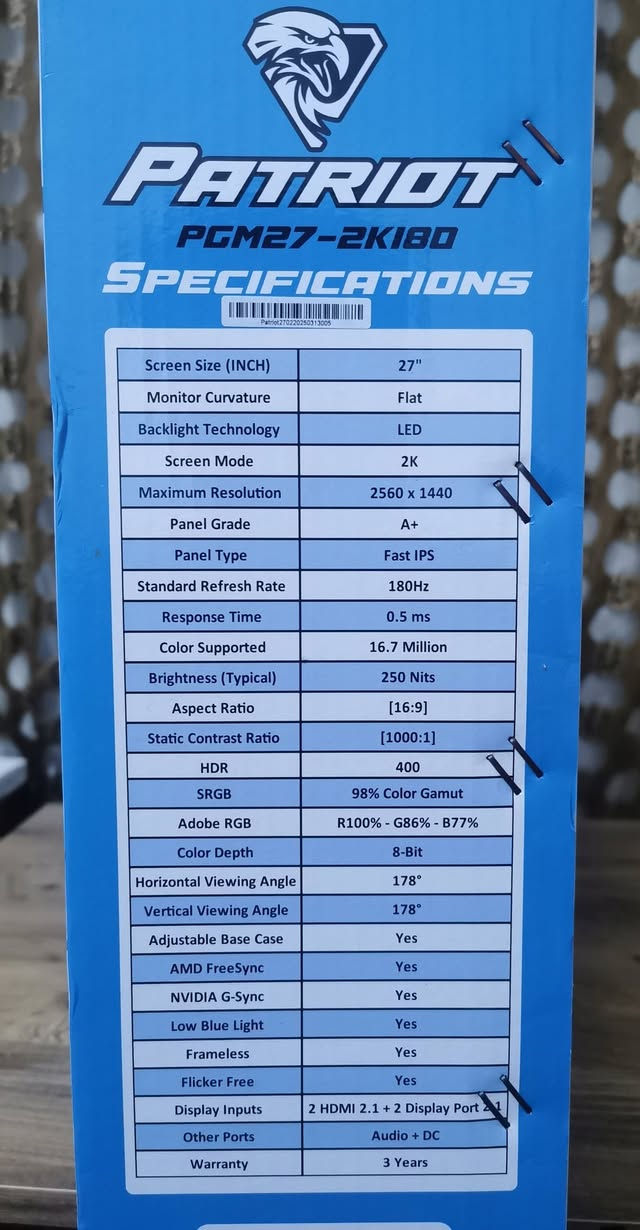 PATRIOT
PGM27-2K180
SPECIFICATIONS
Patriot270220250313005
Screen Size (INCH) 27"
Monitor Curvature Flat
Backlight Technology LED
Screen Mode 2K
Maximum Resolution 2560 x 1440
Panel Grade A+
Panel Type Fast IPS
Standard Refresh Rate 180Hz
Response Time 0.5 ms
Color Supported 16.7 Million
Brightness (Typical) 250 Nits
Aspect Ratio [16:9]
Static Contrast Ratio [1000:1]
HDR 400
SRGB 98% Color Gamut
Adobe RGB R100% - G86% - B77%
Color Depth 8-Bit
Horizontal Viewing Angle 178°
Vertical Viewing Angle 178°
Adjustable Base Case Yes
AMD FreeSync Yes
NVIDIA G-Sync Yes
Low Blue Light Yes
Frameless Yes
Flicker Free Yes
Display Inputs 2 HDMI 2.1 + 2 Display Port
Other Ports Audio + DC
Warranty 3 Years